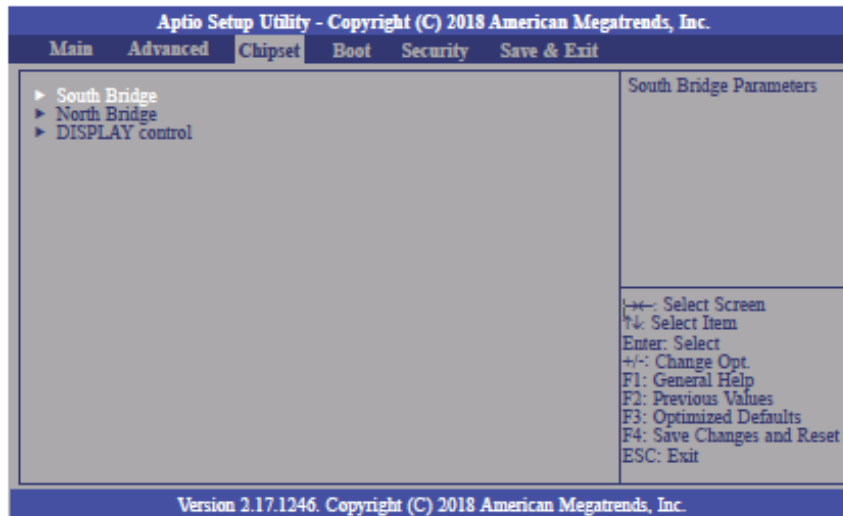 Aptio Setup Utility - Copyright (C) 2018 American Megatrends, Inc.
Main Advanced Chipset Boot Security Save & Exit
► South Bridge
► North Bridge
► DISPLAY control
South Bridge Parameters
→←: Select Screen
↑↓: Select Item
Enter: Select
+/-: Change Opt.
F1: General Help
F2: Previous Values
F3: Optimized Defaults
F4: Save Changes and Reset
ESC: Exit
Version 2.17.1246. Copyright (C) 2018 American Megatrends, Inc.